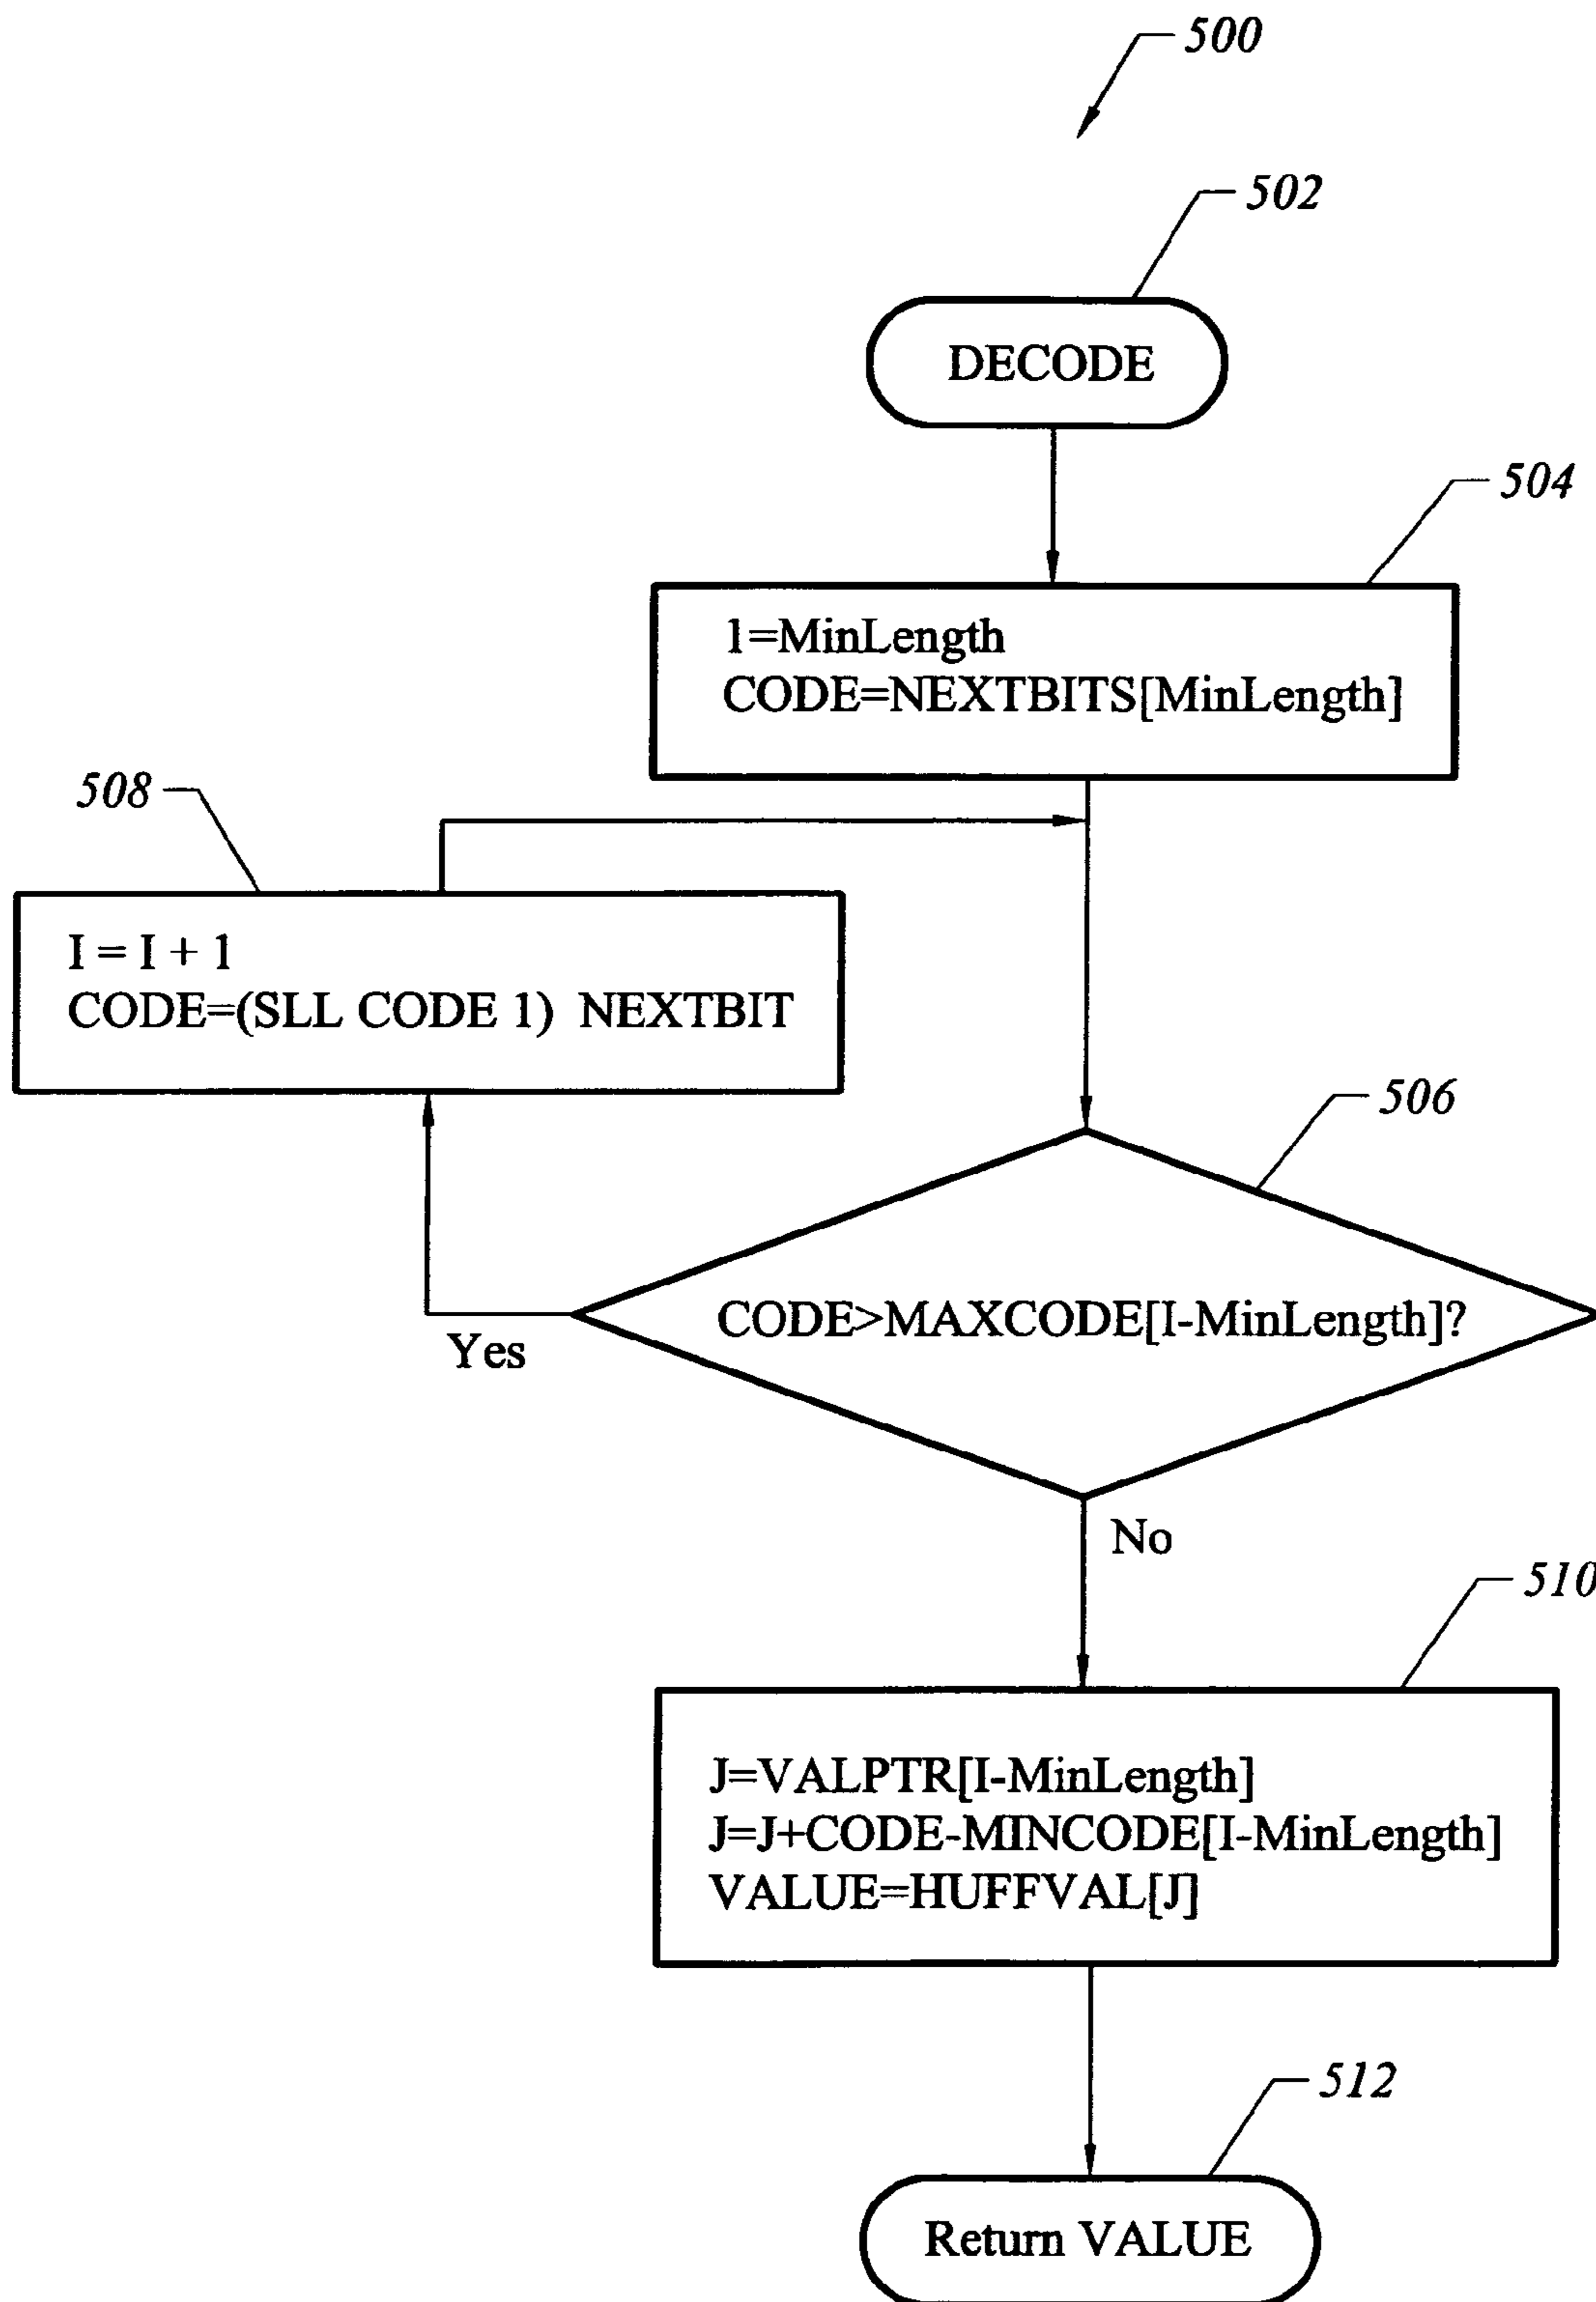 500
502
DECODE
504
1=MinLength
CODE=NEXTBITS[MinLength]
508
I = I + 1
CODE=(SLL CODE 1) NEXTBIT
506
CODE>MAXCODE[I-MinLength]?
Yes
No
510
J=VALPTR[I-MinLength]
J=J+CODE-MINCODE[I-MinLength]
VALUE=HUFFVAL[J]
512
Return VALUE